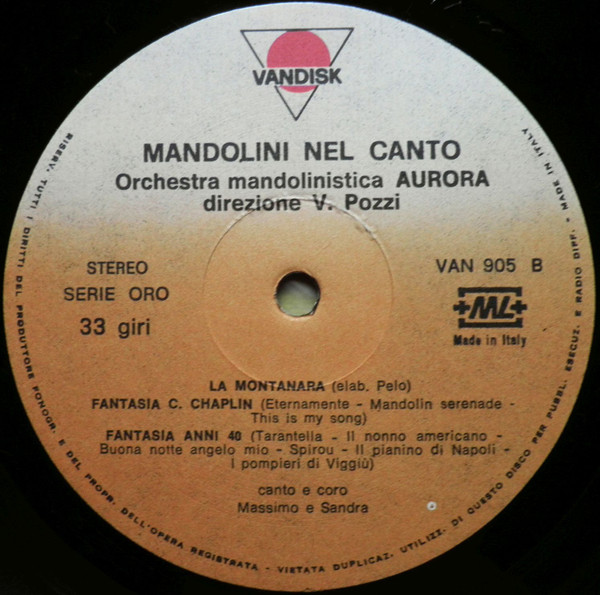 VANDISK
MANDOLINI NEL CANTO
Orchestra mandolinistica AURORA
direzione V. Pozzi
STEREO
SERIE ORO
33 giri
VAN 905 B
ML
Made in Italy
LA MONTANARA (elab. Pelo)
FANTASIA C. CHAPLIN (Eternamente - Mandolin serenade -
This is my song)
FANTASIA ANNI 40 (Tarantella - Il nonno americano -
Buona notte angelo mio - Spirou - Il pianino di Napoli -
I pompieri di Viggiù)
canto e coro
Massimo e Sandra
RISERV. TUTTI I DIRITTI DEL PRODUTTORE FONOGR. E DEL PROPR. DELL'OPERA REGISTRATA - VIETATA DUPLICAZ. UTILIZZ. DI QUESTO DISCO PER PUBBL. ESECUZ. E RADIO DIFF. - MADE IN ITALY